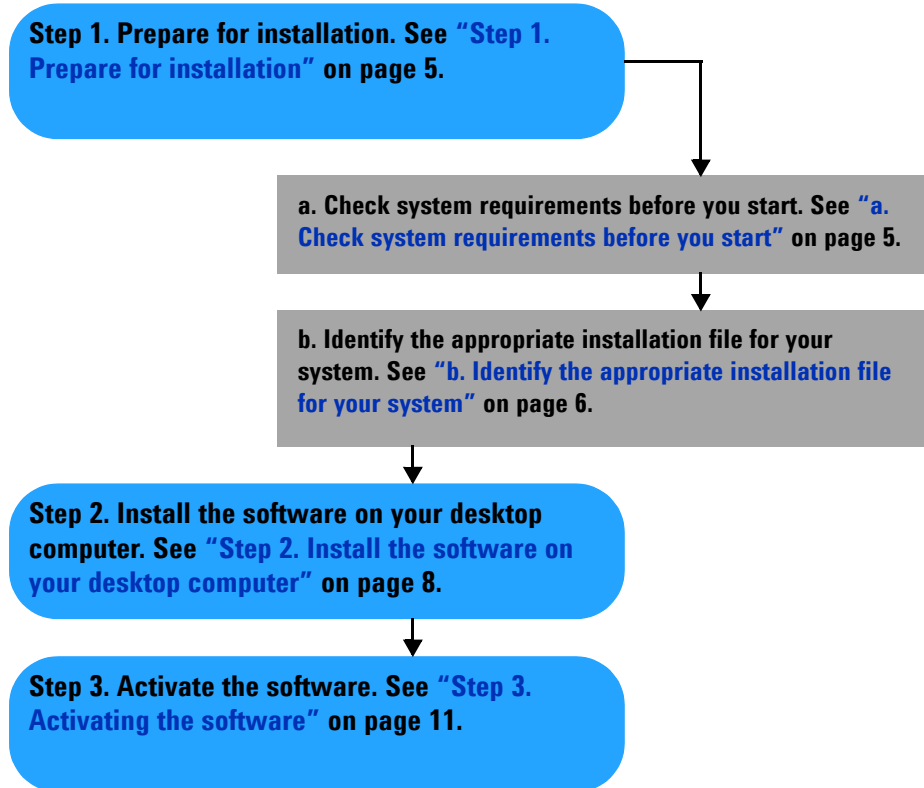 Step 1. Prepare for installation. See “Step 1.
Prepare for installation” on page 5.
a. Check system requirements before you start. See “a.
Check system requirements before you start” on page 5.
b. Identify the appropriate installation file for your
system. See “b. Identify the appropriate installation file
for your system” on page 6.
Step 2. Install the software on your desktop
computer. See “Step 2. Install the software on
your desktop computer” on page 8.
Step 3. Activate the software. See “Step 3.
Activating the software” on page 11.